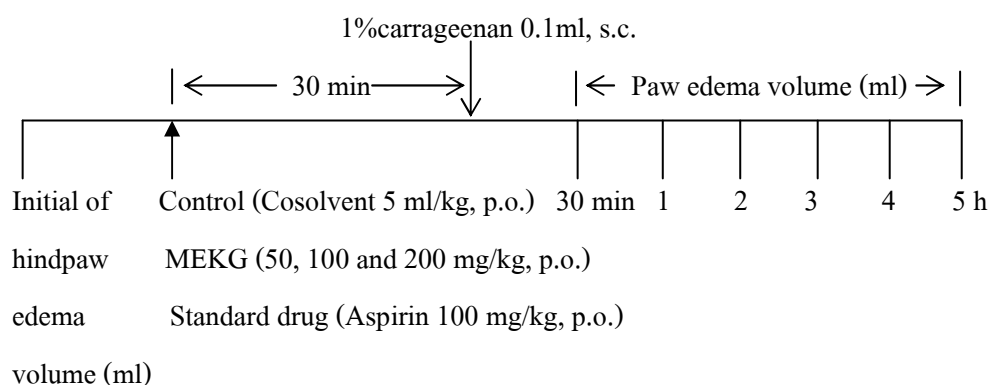 1%carrageenan 0.1ml, s.c.
30 min Paw edema volume (ml)
Initial of Control (Cosolvent 5 ml/kg, p.o.) 30 min 1 2 3 4 5 h
hindpaw MEKG (50, 100 and 200 mg/kg, p.o.)
edema Standard drug (Aspirin 100 mg/kg, p.o.)
volume (ml)